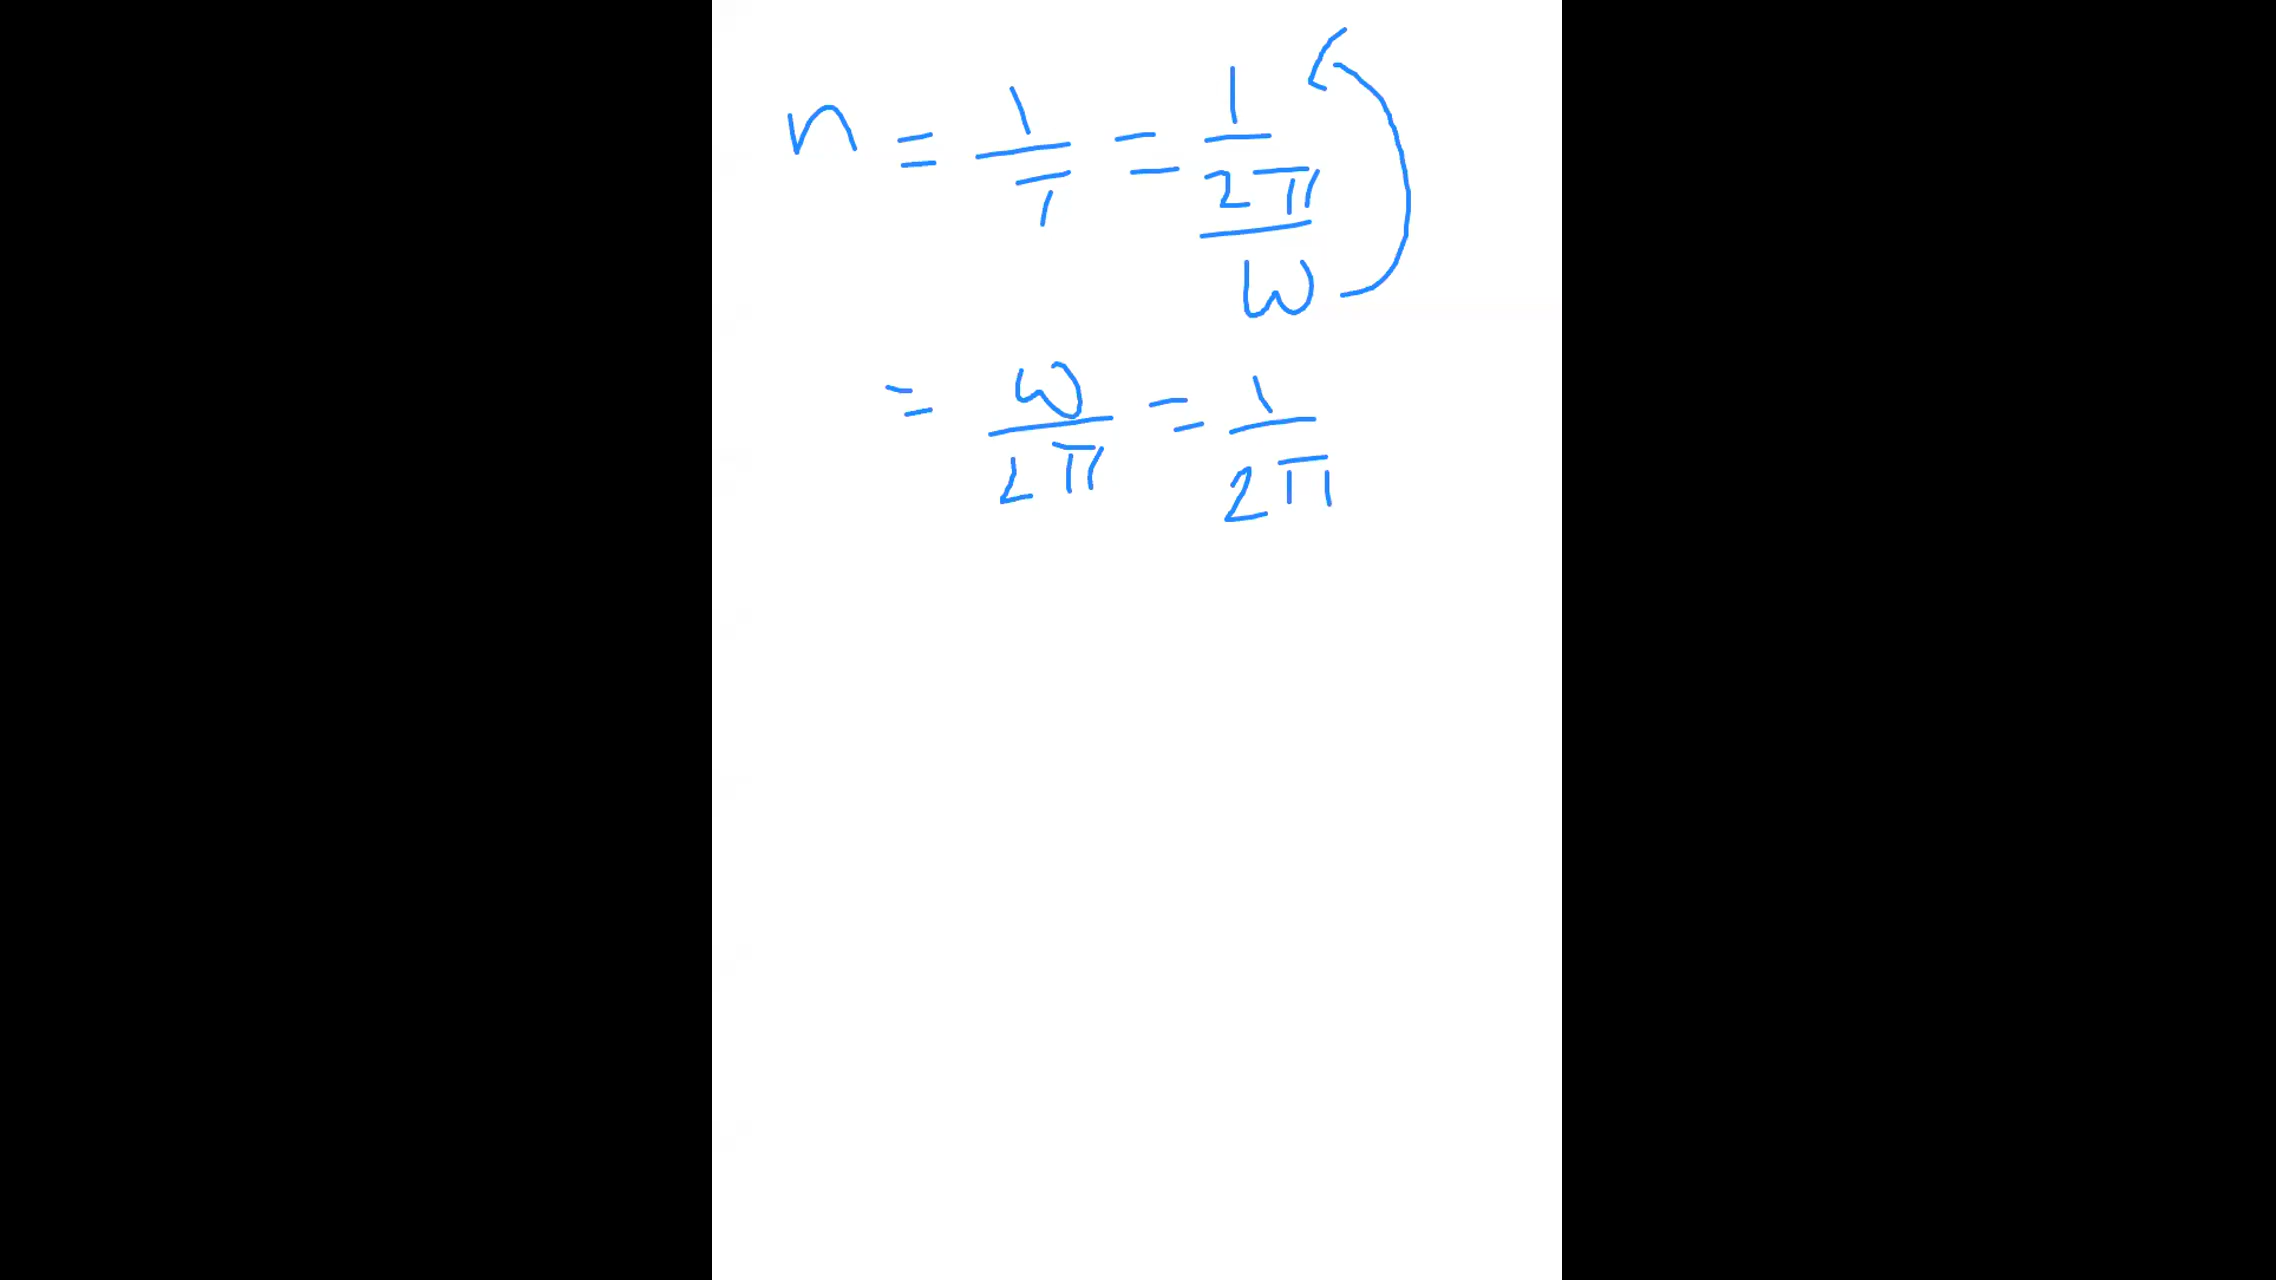 n = 1/T = 1/(2π/ω)
= ω/2π = 1/2π